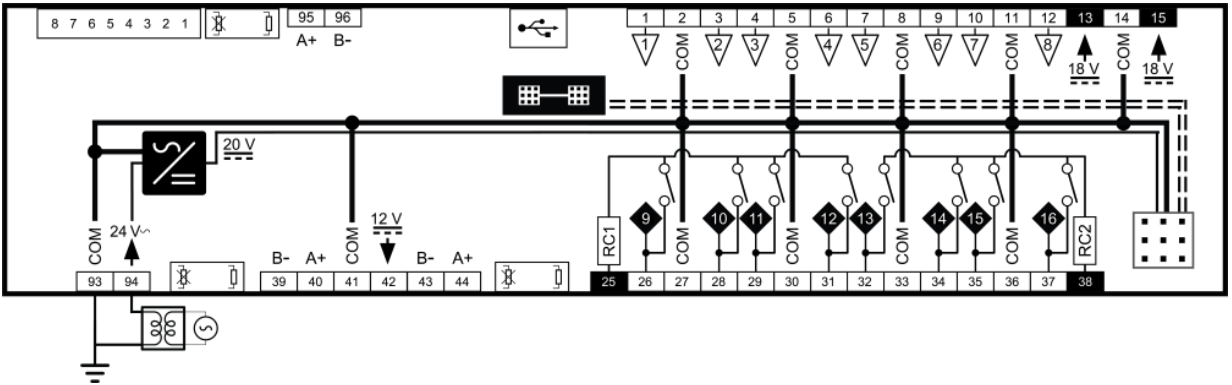 8 7 6 5 4 3 2 1
95 96
A+ B-
1 2 3 4 5 6 7 8 9 10 11 12 13 14 15
1 COM 2 3 COM 4 5 COM 6 7 COM 8 18 V COM 18 V
20 V
24 V~
COM
COM
12 V
B- A+
B- A+
RC1
9 10 11 12 13 14 15 16
RC2
COM COM COM COM
93 94
39 40 41 42 43 44
25 26 27 28 29 30 31 32 33 34 35 36 37 38